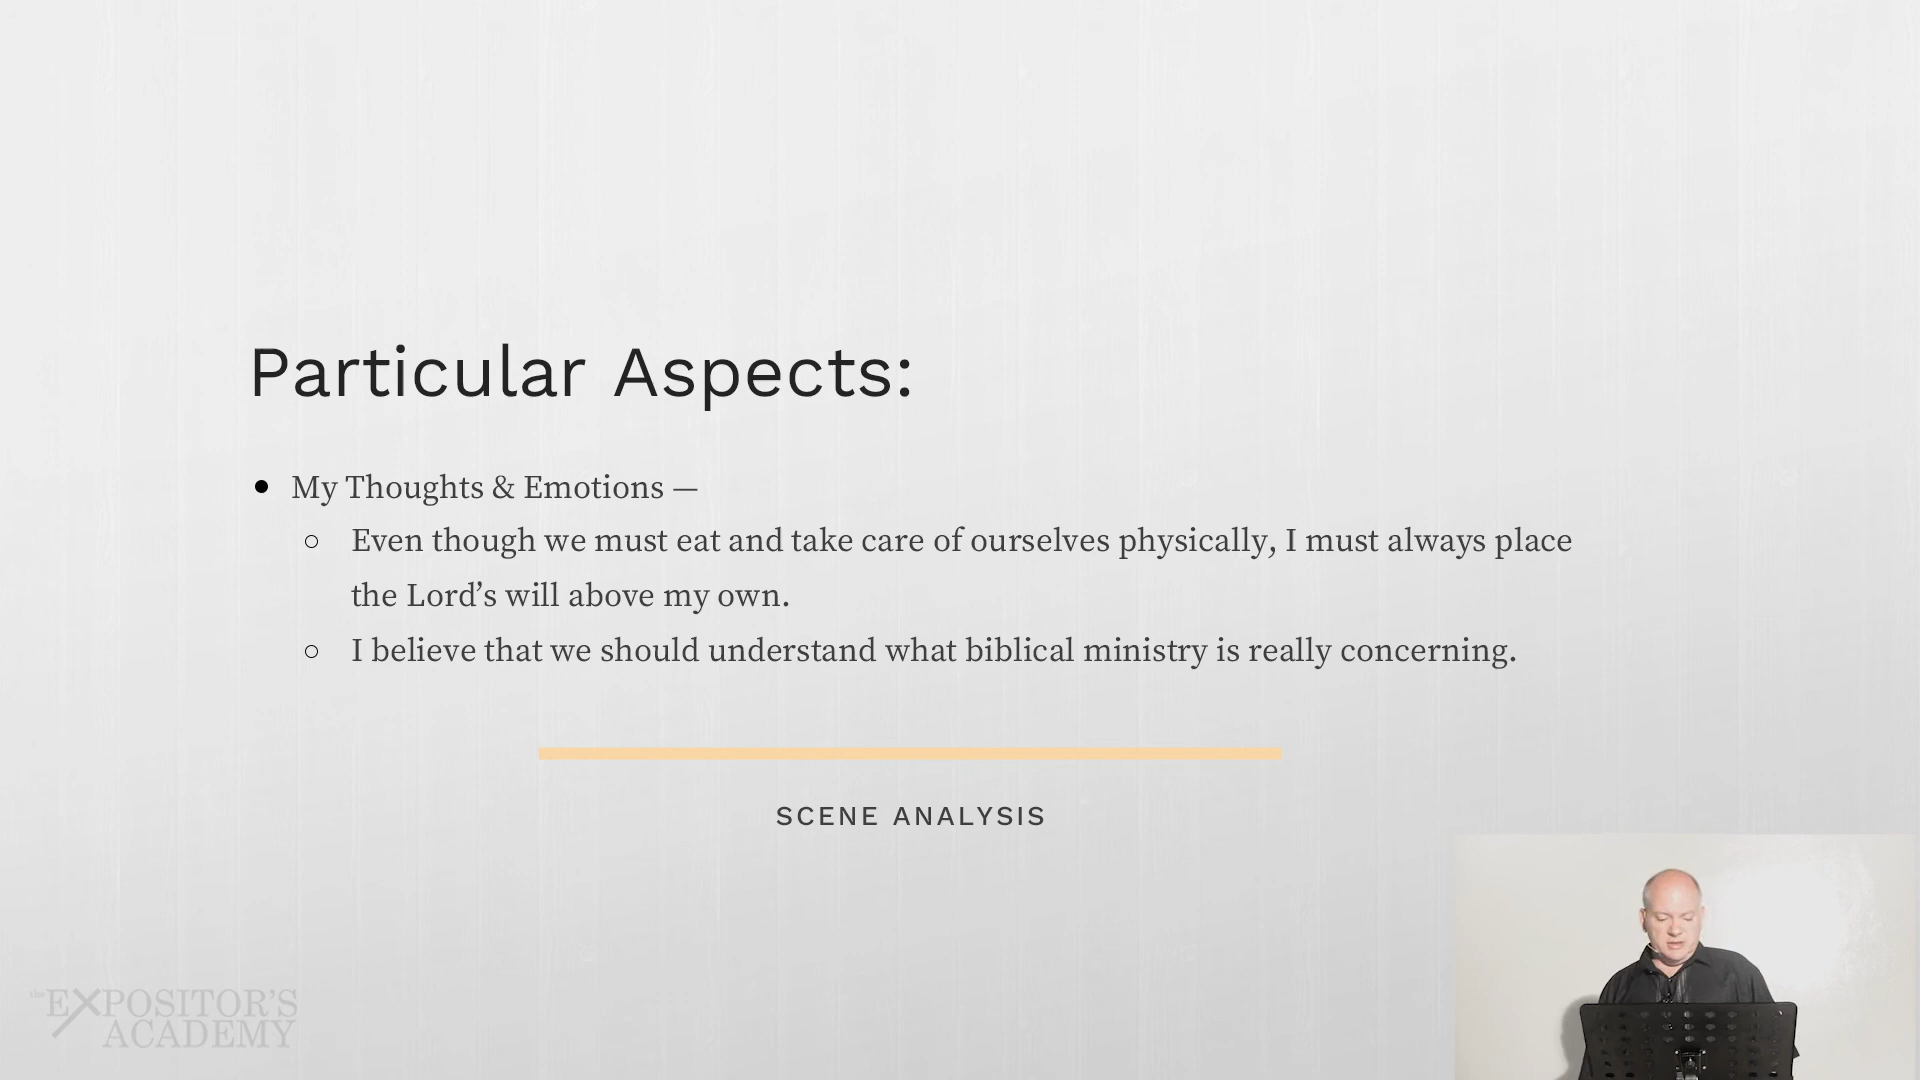 Particular Aspects:
• My Thoughts & Emotions —
○ Even though we must eat and take care of ourselves physically, I must always place
the Lord’s will above my own.
○ I believe that we should understand what biblical ministry is really concerning.
SCENE ANALYSIS
the EXPOSITOR'S
ACADEMY